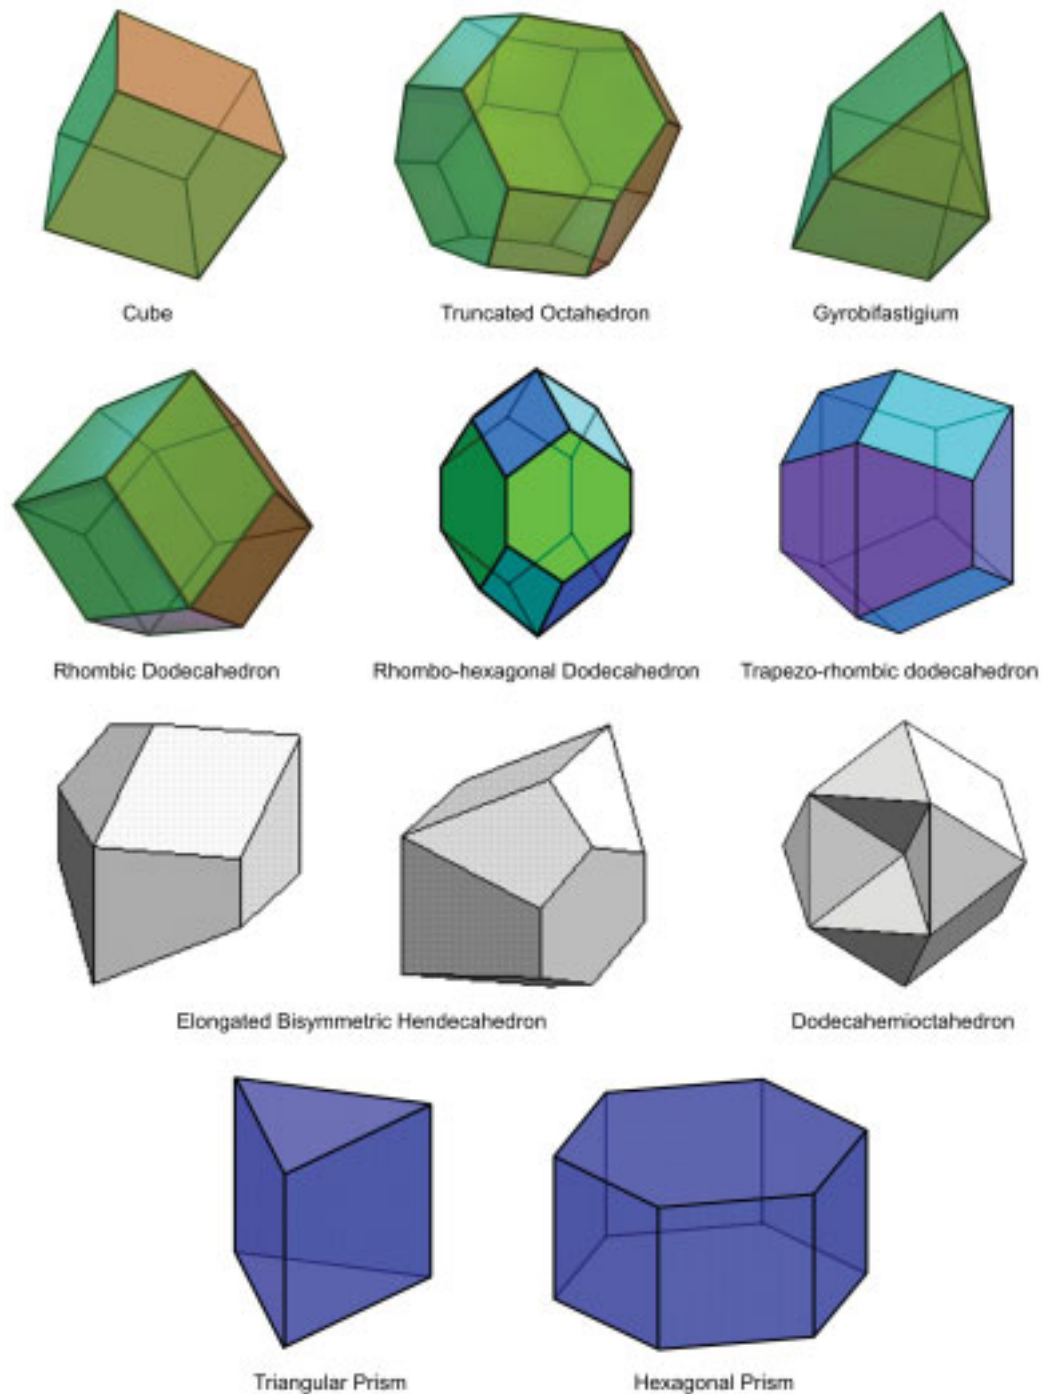 Cube
Truncated Octahedron
Gyrobifastigium
Rhombic Dodecahedron
Rhombo-hexagonal Dodecahedron
Trapezo-rhombic dodecahedron
Elongated Bisymmetric Hendecahedron
Dodecahemioctahedron
Triangular Prism
Hexagonal Prism